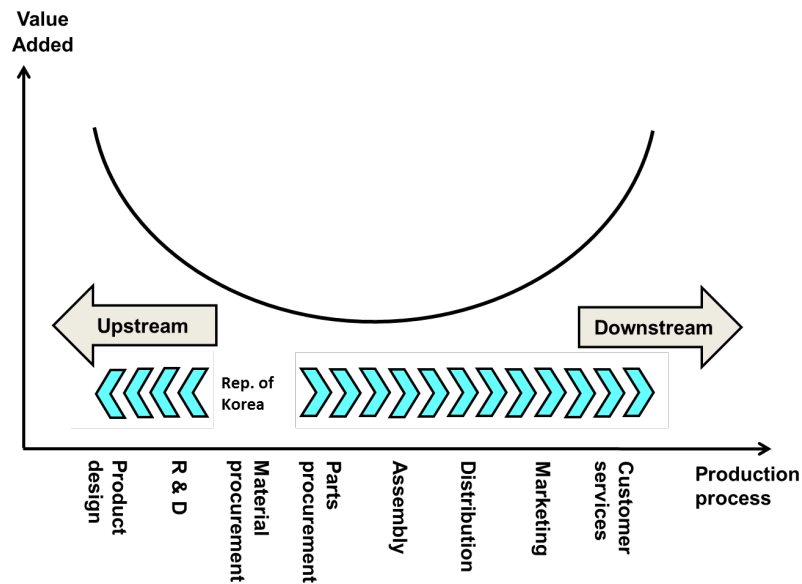 Value
Added
Upstream
Downstream
Rep. of
Korea
Product
design
R & D
Material
procurement
Parts
procurement
Assembly
Distribution
Marketing
Customer
services
Production
process